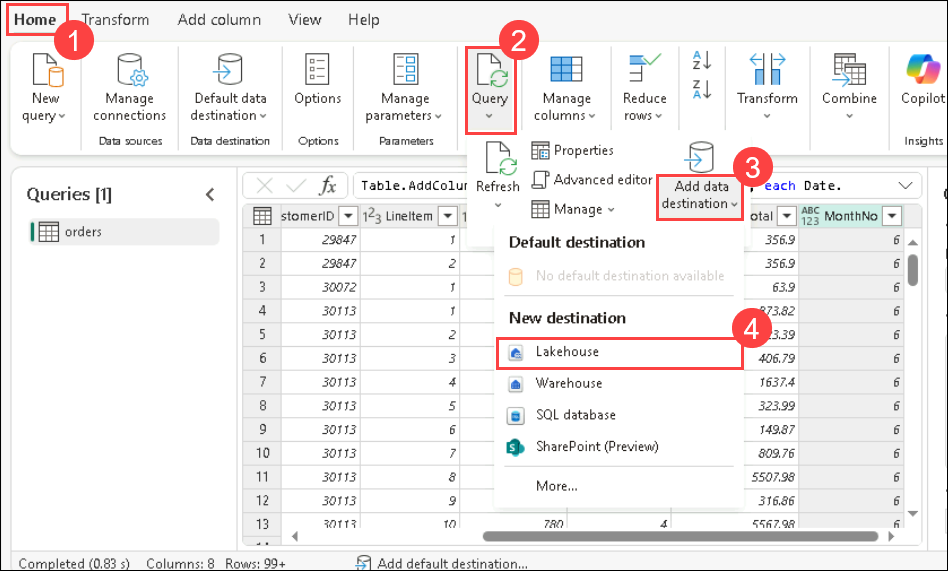 Home Transform Add column View Help
1
2
New query
Manage connections
Default data destination
Options
Manage parameters
Query
Manage columns
Reduce rows
A Z
Z A
Transform
Combine
Copilot
Data sources
Data destination
Options
Parameters
Insights
Refresh
Properties
Advanced editor
Manage
Add data destination
3
Queries [1]
orders
fx
Table.AddColu
, each Date.
stomerID 1²3 LineItem 1 otal ABC 123 MonthNo
1 29847 1 356.9 6
2 29847 2 356.9 6
3 30072 1 63.9 6
4 30113 1 873.82 6
5 30113 2 23.39 6
6 30113 3 406.79 6
7 30113 4 1637.4 6
8 30113 5 323.99 6
9 30113 6 149.87 6
10 30113 7 809.76 6
11 30113 8 5507.98 6
12 30113 9 316.86 6
13 30113 10 780 4 5567.98 6
Default destination
No default destination available
New destination
4
Lakehouse
Warehouse
SQL database
SharePoint (Preview)
More...
Completed (0.83 s) Columns: 8 Rows: 99+ Add default destination...